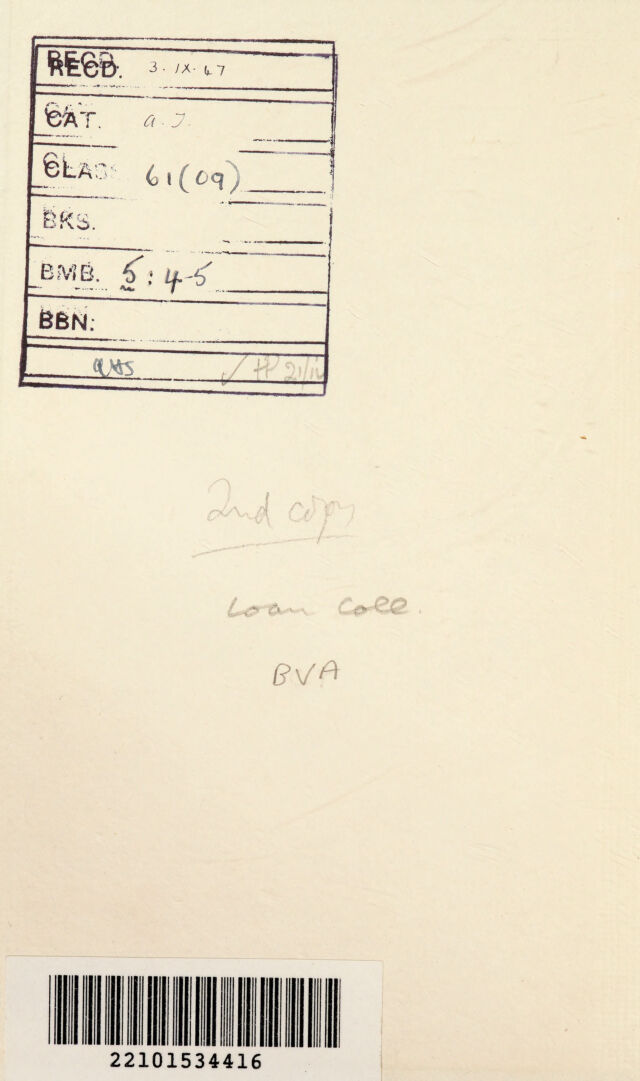 RECD. 3. IX. 67
CAT. a. J.
CLASS 61(09)
BKS.
BMB. 5 : 4-5
BBN:
2nd copy
Loan Coll.
BVA
22101534416